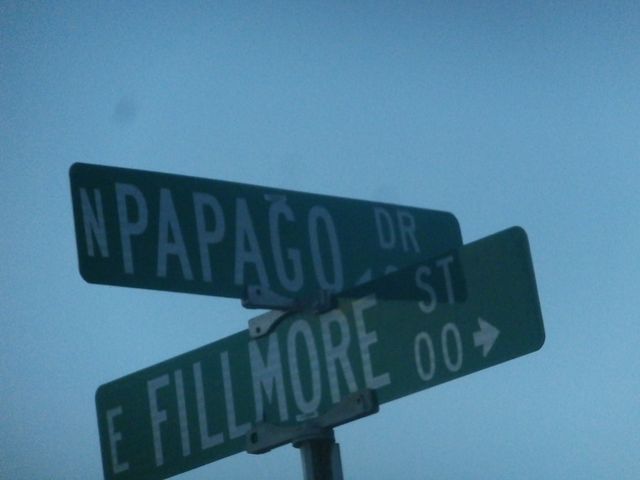 N PAPAGO DR
E FILLMORE ST
00 →